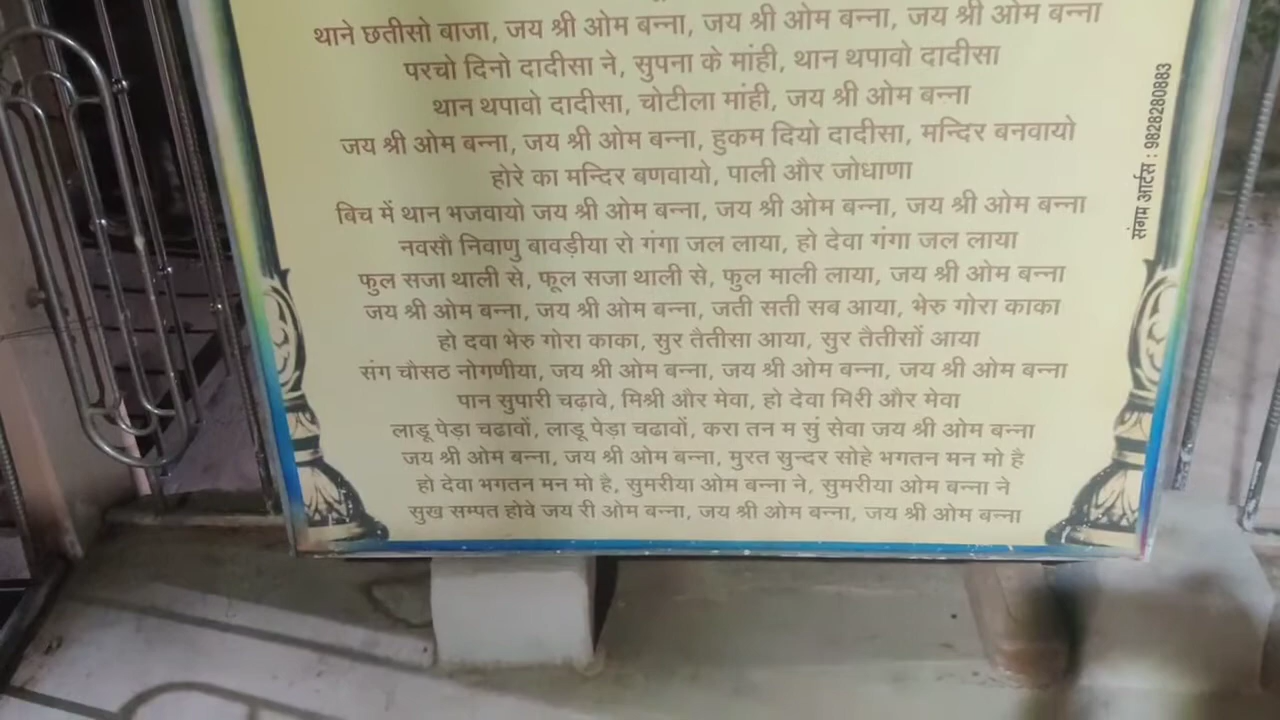 थाने छतीसो बाजा, जय श्री ओम बन्ना, जय श्री ओम बन्ना, जय श्री ओम बन्ना
परचो दिनो दादीसा ने, सुपना के मांही, थान थपावो दादीसा
थान थपावो दादीसा, चोटीला मांही, जय श्री ओम बन्ना
जय श्री ओम बन्ना, जय श्री ओम बन्ना, हुकम दियो दादीसा, मन्दिर बनवायो
होरे का मन्दिर बणवायो, पाली और जोधाणा
बिच में थान भजवायो जय श्री ओम बन्ना, जय श्री ओम बन्ना, जय श्री ओम बन्ना
नवसौ निवाणु बावड़ीया रो गंगा जल लाया, हो देवा गंगा जल लाया
फुल सजा थाली से, फूल सजा थाली से, फुल माली लाया, जय श्री ओम बन्ना
जय श्री ओम बन्ना, जय श्री ओम बन्ना, जती सती सब आया, भेरु गोरा काका
हो दवा भेरु गोरा काका, सुर तैतीसा आया, सुर तैतीसों आया
संग चौसठ नोगणीया, जय श्री ओम बन्ना, जय श्री ओम बन्ना, जय श्री ओम बन्ना
पान सुपारी चढ़ावे, मिश्री और मेवा, हो देवा मिरी और मेवा
लाडू पेड़ा चढावों, लाडू पेड़ा चढावों, करा तन म सुं सेवा जय श्री ओम बन्ना
जय श्री ओम बन्ना, जय श्री ओम बन्ना, मुरत सुन्दर सोहे भगतन मन मो है
हो देवा भगतन मन मो है, सुमरीया ओम बन्ना ने, सुमरीया ओम बन्ना ने
सुख सम्पत होवे जय री ओम बन्ना, जय श्री ओम बन्ना, जय श्री ओम बन्ना
संगम आर्टस : 9828280883